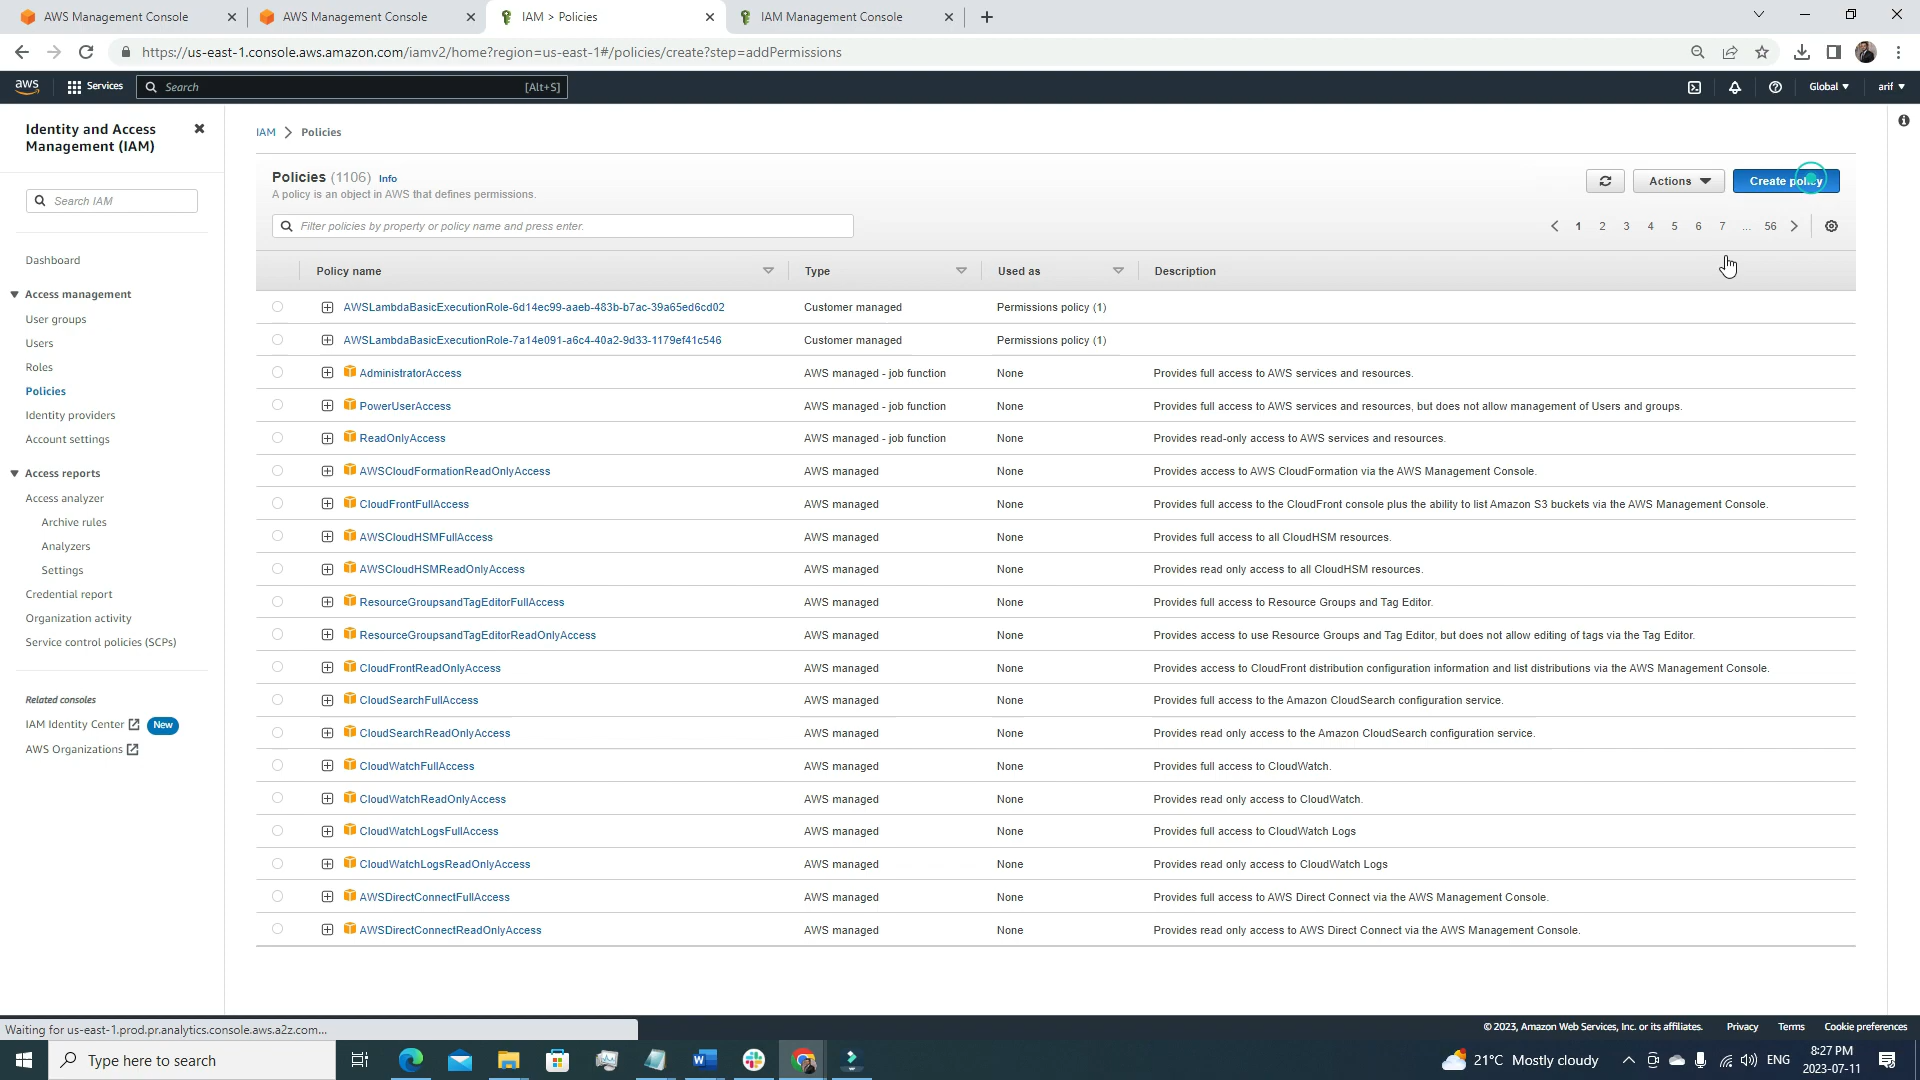 AWS Management Console
AWS Management Console
IAM > Policies
IAM Management Console
https://us-east-1.console.aws.amazon.com/iamv2/home?region=us-east-1#/policies/create?step=addPermissions
aws
Services
Search
[Alt+S]
Global ▼
arif ▼
Identity and Access
Management (IAM)
Search IAM
Dashboard
Access management
User groups
Users
Roles
Policies
Identity providers
Account settings
Access reports
Access analyzer
Archive rules
Analyzers
Settings
Credential report
Organization activity
Service control policies (SCPs)
Related consoles
IAM Identity Center
New
AWS Organizations
IAM > Policies
Policies (1106) Info
A policy is an object in AWS that defines permissions.
Actions
Create policy
Filter policies by property or policy name and press enter.
1 2 3 4 5 6 7 ... 56
Policy name Type Used as Description
AWSLambdaBasicExecutionRole-6d14ec99-aaeb-483b-b7ac-39a65ed6cd02 Customer managed Permissions policy (1)
AWSLambdaBasicExecutionRole-7a14e091-a6c4-40a2-9d33-1179ef41c546 Customer managed Permissions policy (1)
AdministratorAccess AWS managed - job function None Provides full access to AWS services and resources.
PowerUserAccess AWS managed - job function None Provides full access to AWS services and resources, but does not allow management of Users and groups.
ReadOnlyAccess AWS managed - job function None Provides read-only access to AWS services and resources.
AWSCloudFormationReadOnlyAccess AWS managed None Provides access to AWS CloudFormation via the AWS Management Console.
CloudFrontFullAccess AWS managed None Provides full access to the CloudFront console plus the ability to list Amazon S3 buckets via the AWS Management Console.
AWSCloudHSMFullAccess AWS managed None Provides full access to all CloudHSM resources.
AWSCloudHSMReadOnlyAccess AWS managed None Provides read only access to all CloudHSM resources.
ResourceGroupsandTagEditorFullAccess AWS managed None Provides full access to Resource Groups and Tag Editor.
ResourceGroupsandTagEditorReadOnlyAccess AWS managed None Provides access to use Resource Groups and Tag Editor, but does not allow editing of tags via the Tag Editor.
CloudFrontReadOnlyAccess AWS managed None Provides access to CloudFront distribution configuration information and list distributions via the AWS Management Console.
CloudSearchFullAccess AWS managed None Provides full access to the Amazon CloudSearch configuration service.
CloudSearchReadOnlyAccess AWS managed None Provides read only access to the Amazon CloudSearch configuration service.
CloudWatchFullAccess AWS managed None Provides full access to CloudWatch.
CloudWatchReadOnlyAccess AWS managed None Provides read only access to CloudWatch.
CloudWatchLogsFullAccess AWS managed None Provides full access to CloudWatch Logs
CloudWatchLogsReadOnlyAccess AWS managed None Provides read only access to CloudWatch Logs
AWSDirectConnectFullAccess AWS managed None Provides full access to AWS Direct Connect via the AWS Management Console.
AWSDirectConnectReadOnlyAccess AWS managed None Provides read only access to AWS Direct Connect via the AWS Management Console.
Waiting for us-east-1.prod.pr.analytics.console.aws.a2z.com...
© 2023, Amazon Web Services, Inc. or its affiliates. Privacy Terms Cookie preferences
Type here to search
21°C Mostly cloudy
ENG
8:27 PM
2023-07-11